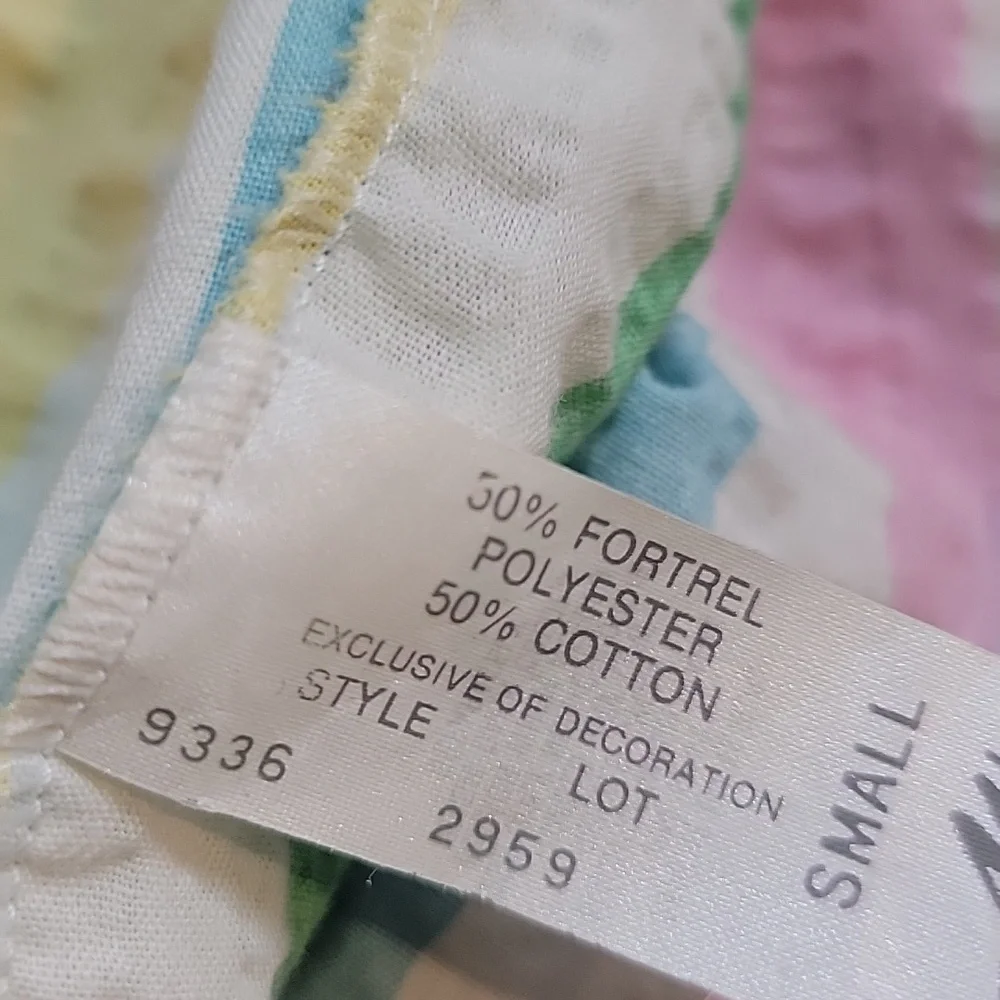 50% FORTREL
POLYESTER
50% COTTON
EXCLUSIVE OF DECORATION
STYLE LOT
9336 2959
SMALL